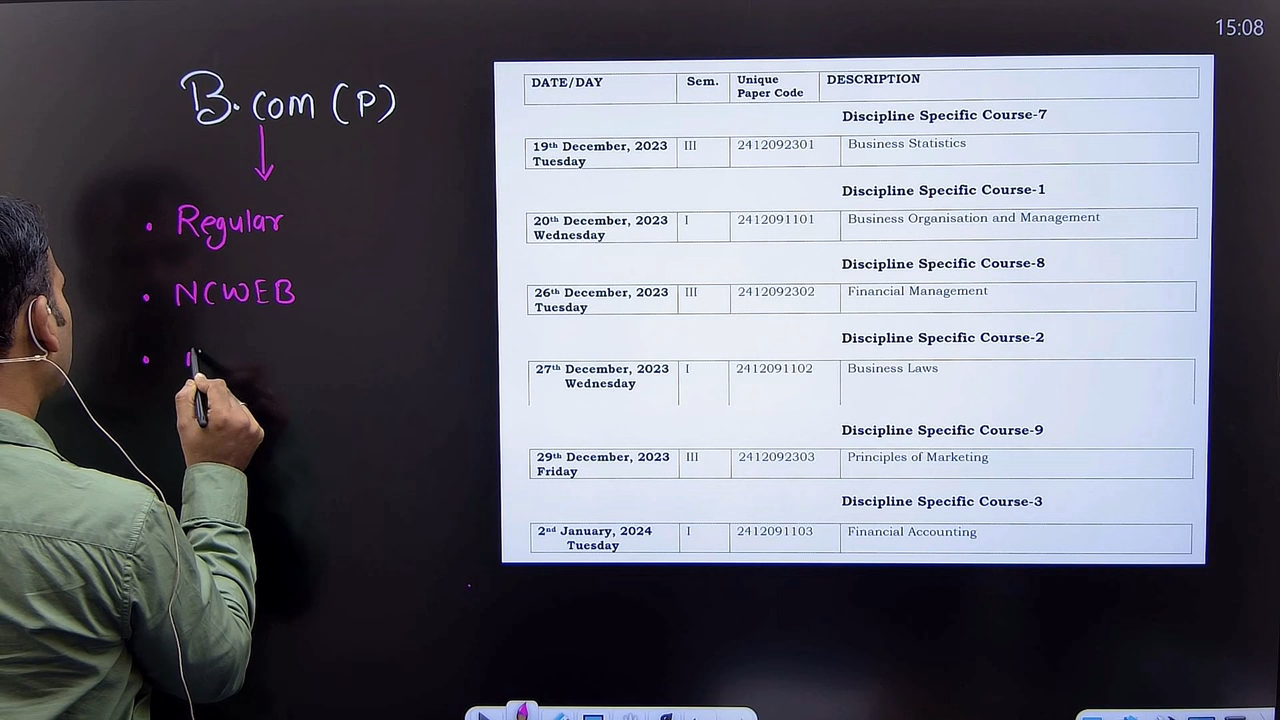 15:08
B.com (P)
• Regular
• NCWEB
•
DATE/DAY Sem. Unique Paper Code DESCRIPTION
Discipline Specific Course-7
19th December, 2023 Tuesday III 2412092301 Business Statistics
Discipline Specific Course-1
20th December, 2023 Wednesday I 2412091101 Business Organisation and Management
Discipline Specific Course-8
26th December, 2023 Tuesday III 2412092302 Financial Management
Discipline Specific Course-2
27th December, 2023 Wednesday I 2412091102 Business Laws
Discipline Specific Course-9
29th December, 2023 Friday III 2412092303 Principles of Marketing
Discipline Specific Course-3
2nd January, 2024 Tuesday I 2412091103 Financial Accounting